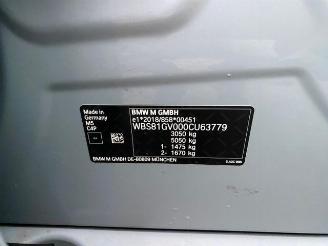 Made in
Germany
M5
C4P
BMW M GMBH
e1*2018/858*00451
WBS81GV000CU63779
3050 kg
5050 kg
1- 1475 kg
2- 1670 kg
BMW M GMBH DE-80809 MÜNCHEN